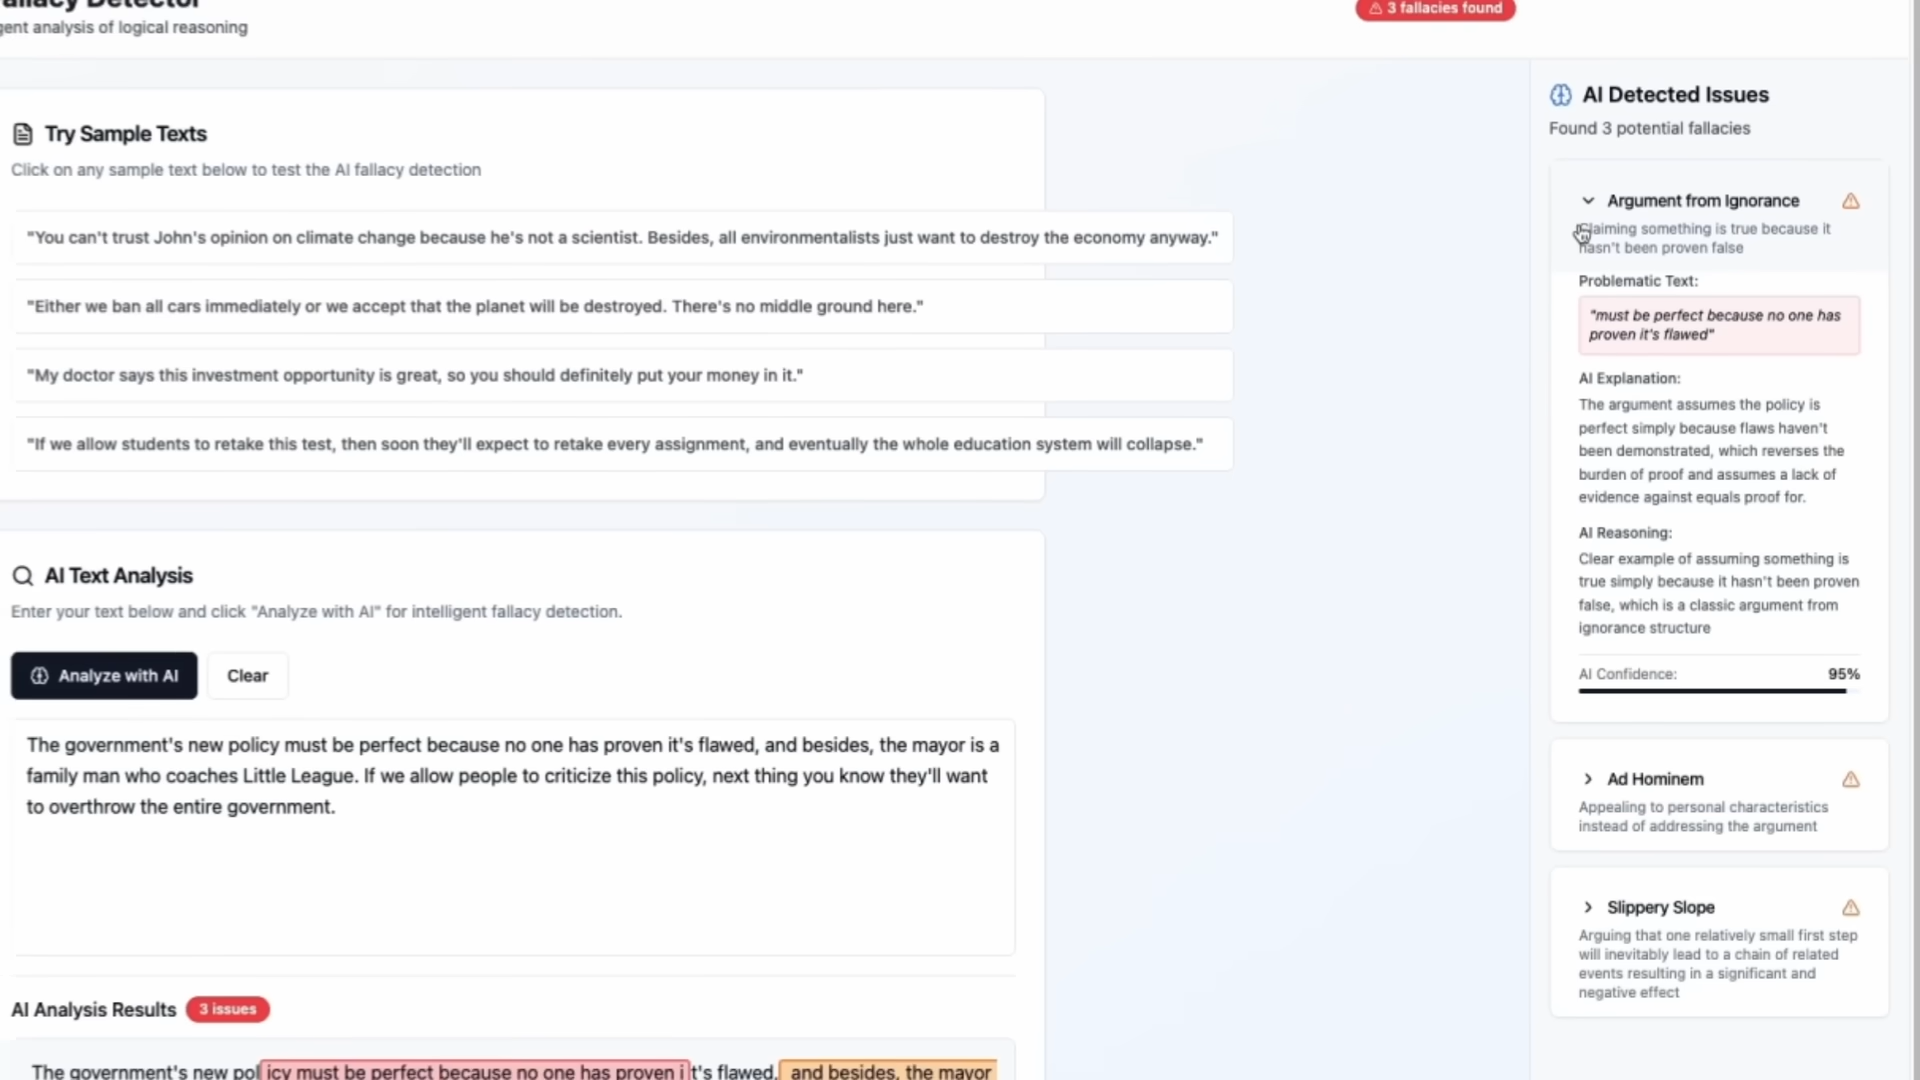 allacy Detector
gent analysis of logical reasoning
3 fallacies found
Try Sample Texts
Click on any sample text below to test the AI fallacy detection
"You can't trust John's opinion on climate change because he's not a scientist. Besides, all environmentalists just want to destroy the economy anyway."
"Either we ban all cars immediately or we accept that the planet will be destroyed. There's no middle ground here."
"My doctor says this investment opportunity is great, so you should definitely put your money in it."
"If we allow students to retake this test, then soon they'll expect to retake every assignment, and eventually the whole education system will collapse."
AI Text Analysis
Enter your text below and click "Analyze with AI" for intelligent fallacy detection.
Analyze with AI
Clear
The government's new policy must be perfect because no one has proven it's flawed, and besides, the mayor is a
family man who coaches Little League. If we allow people to criticize this policy, next thing you know they'll want
to overthrow the entire government.
AI Analysis Results
3 issues
The government's new policy must be perfect because no one has proven it's flawed, and besides, the mayor
AI Detected Issues
Found 3 potential fallacies
Argument from Ignorance
Claiming something is true because it
hasn't been proven false
Problematic Text:
"must be perfect because no one has
proven it's flawed"
AI Explanation:
The argument assumes the policy is
perfect simply because flaws haven't
been demonstrated, which reverses the
burden of proof and assumes a lack of
evidence against equals proof for.
AI Reasoning:
Clear example of assuming something is
true simply because it hasn't been proven
false, which is a classic argument from
ignorance structure
AI Confidence:
95%
Ad Hominem
Appealing to personal characteristics
instead of addressing the argument
Slippery Slope
Arguing that one relatively small first step
will inevitably lead to a chain of related
events resulting in a significant and
negative effect